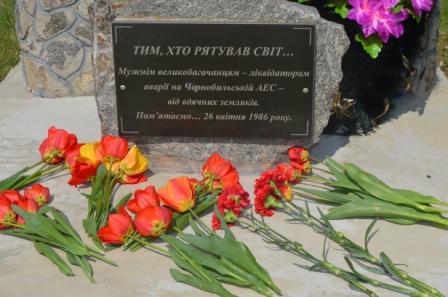 ТИМ, ХТО РЯТУВАВ СВІТ...
Мужнім великобагачанцям – ліквідаторам
аварії на Чорнобильській АЕС –
від вдячних земляків.
Пам'ятаємо... 26 квітня 1986 року.